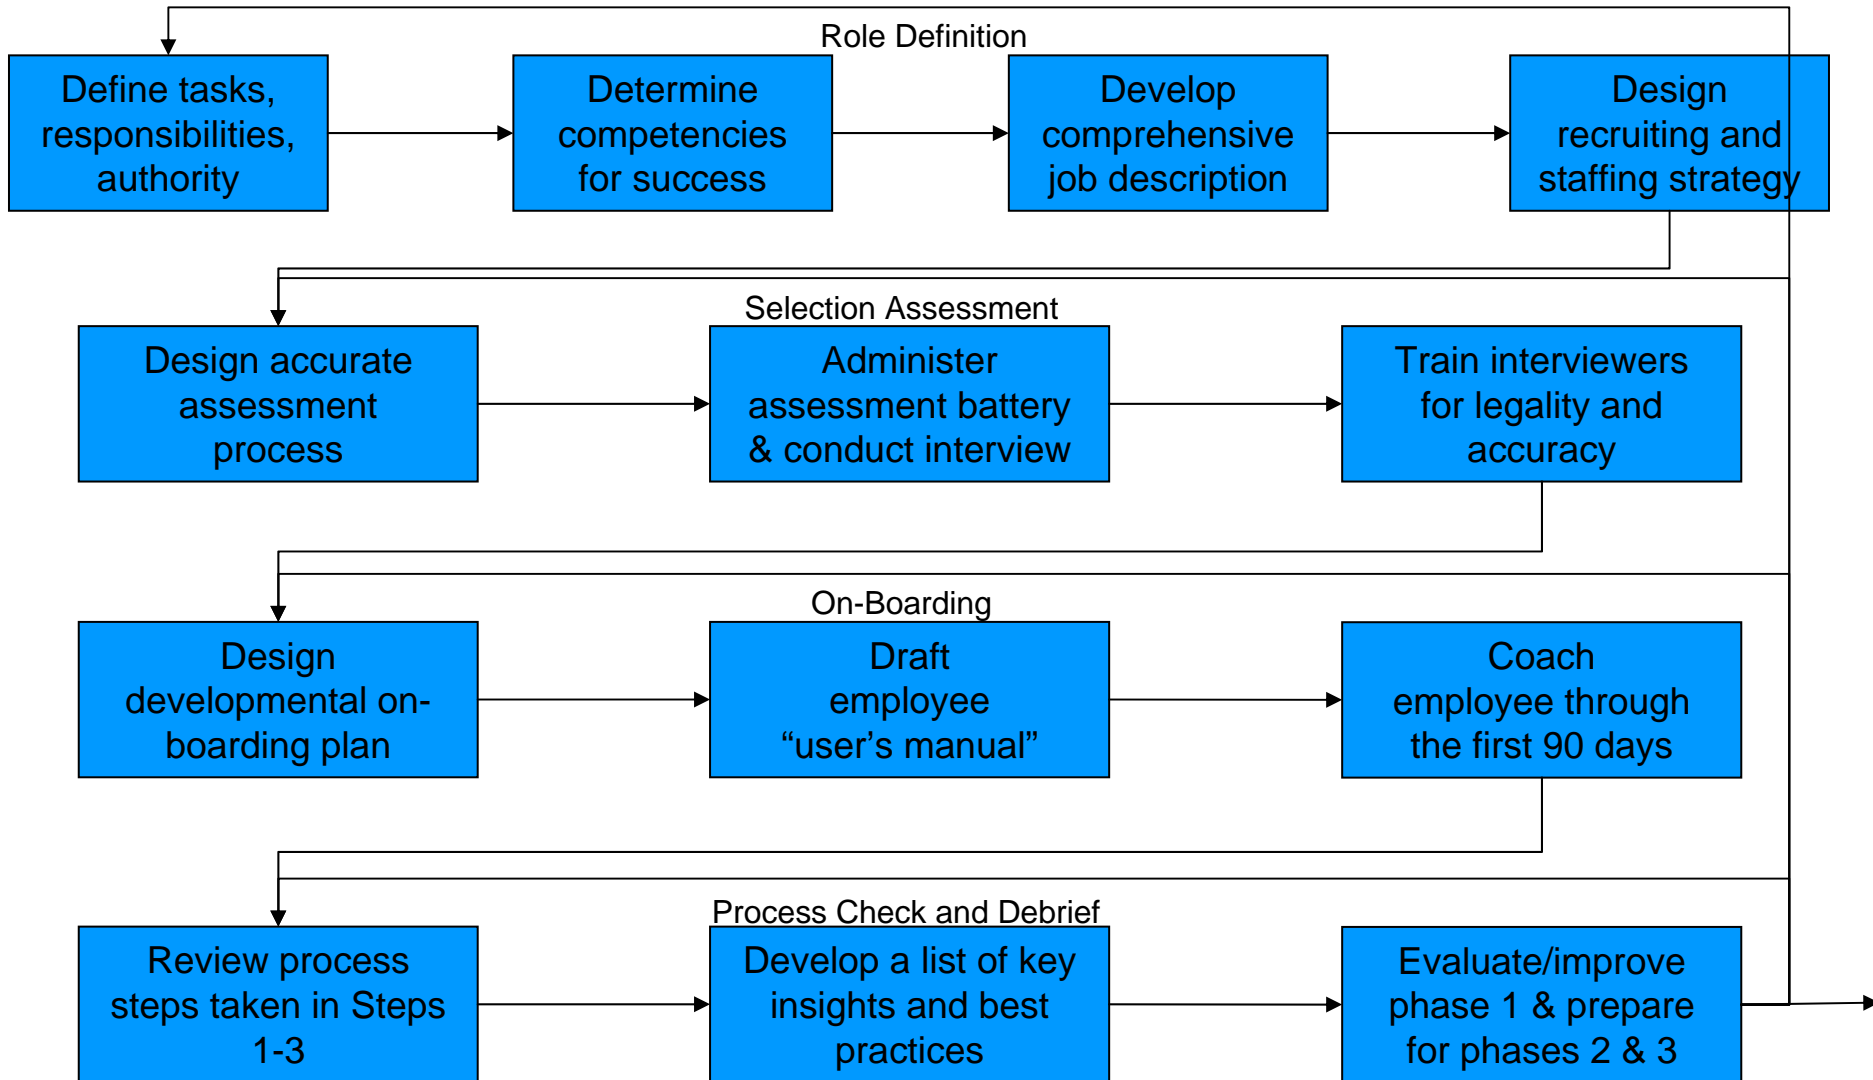 Role Definition
Define tasks,
responsibilities,
authority
Determine
competencies
for success
Develop
comprehensive
job description
Design
recruiting and
staffing strategy
Selection Assessment
Design accurate
assessment
process
Administer
assessment battery
& conduct interview
Train interviewers
for legality and
accuracy
On-Boarding
Design
developmental on-
boarding plan
Draft
employee
“user’s manual”
Coach
employee through
the first 90 days
Process Check and Debrief
Review process
steps taken in Steps
1-3
Develop a list of key
insights and best
practices
Evaluate/improve
phase 1 & prepare
for phases 2 & 3